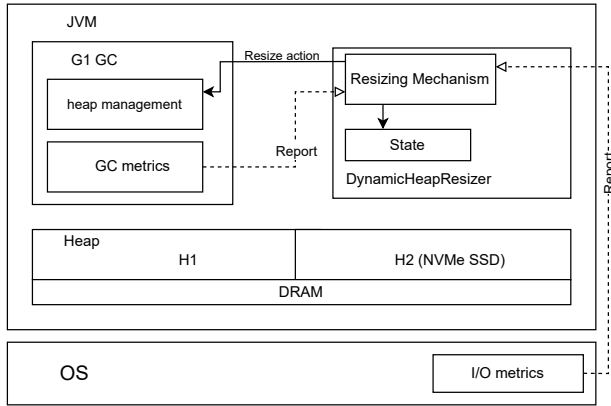 JVM
G1 GC
heap management
GC metrics
Resize action
Report
Resizing Mechanism
State
DynamicHeapResizer
Report
Heap
H1
H2 (NVMe SSD)
DRAM
OS
I/O metrics